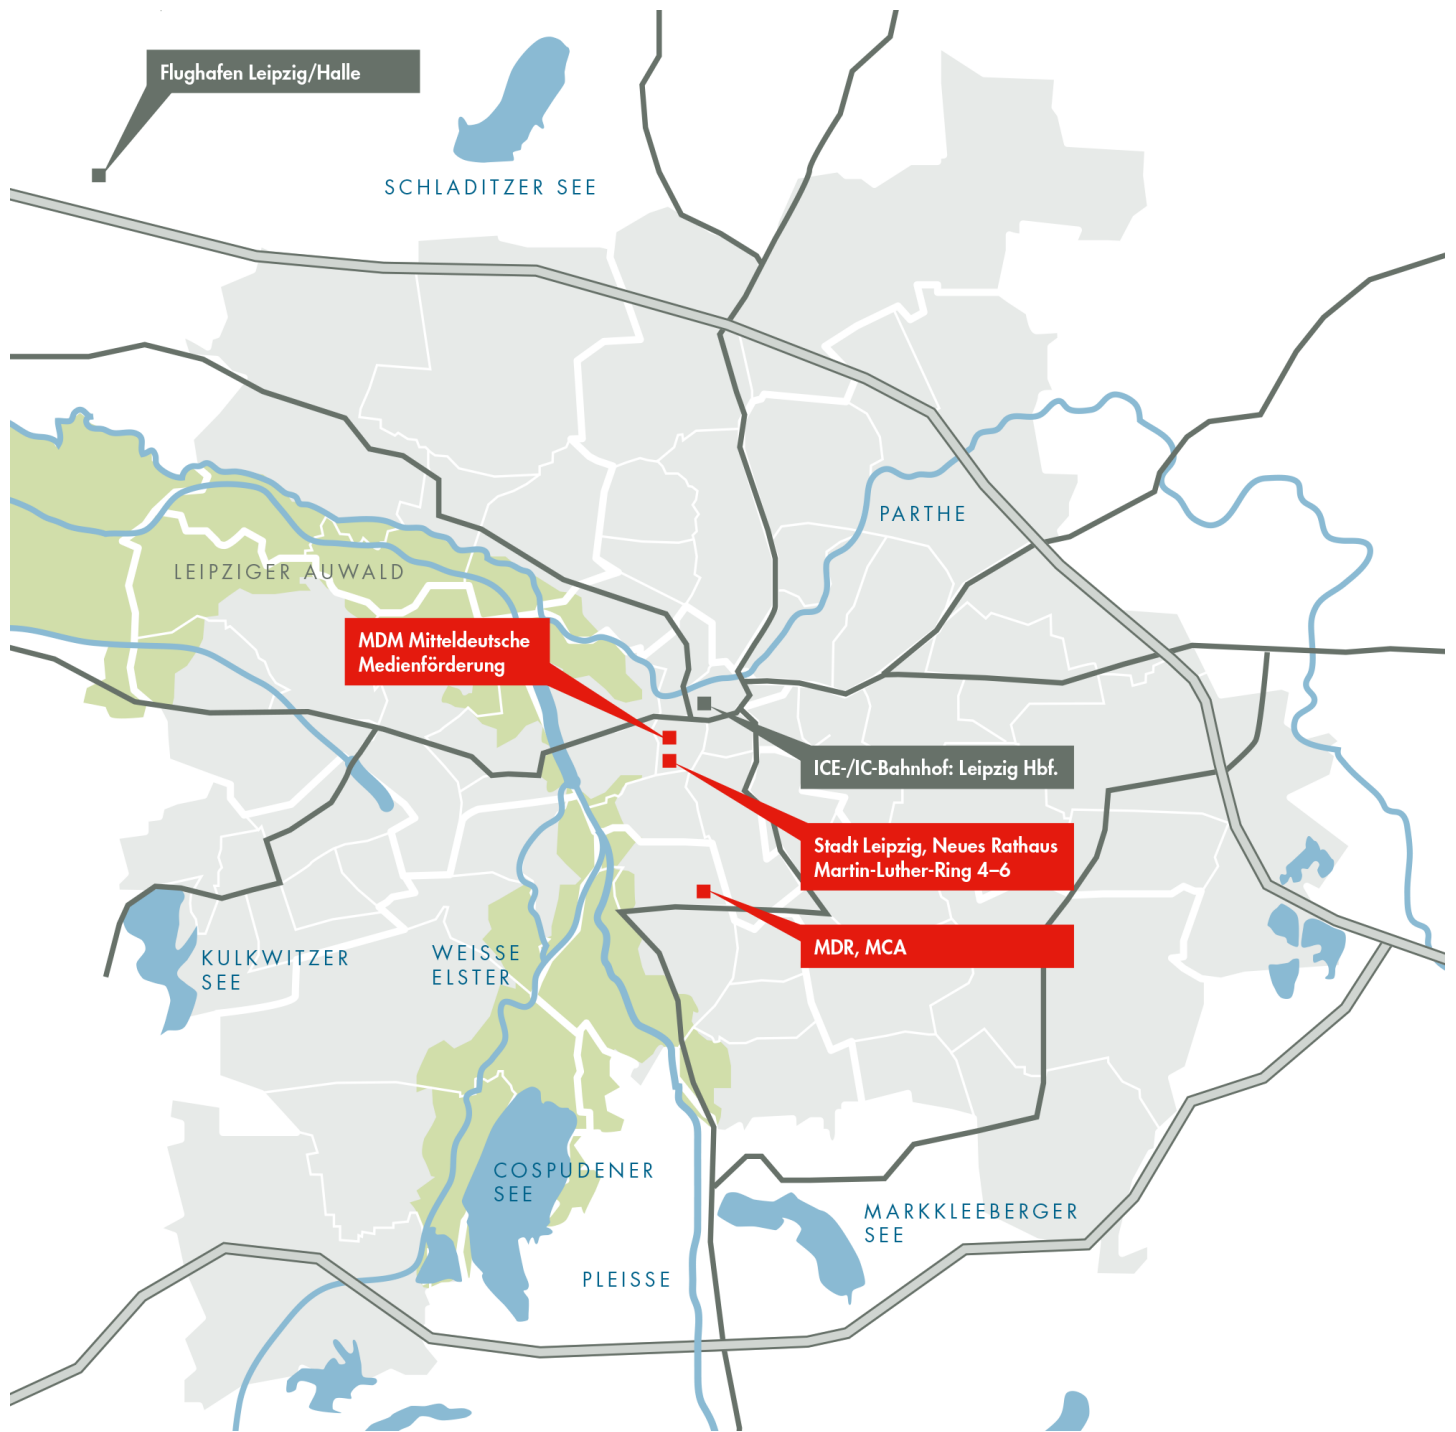 Flughafen Leipzig/Halle
SCHLADITZER SEE
PARTHE
LEIPZIGER AUWALD
MDM Mitteldeutsche
Medienförderung
ICE-/IC-Bahnhof: Leipzig Hbf.
Stadt Leipzig, Neues Rathaus
Martin-Luther-Ring 4–6
MDR, MCA
KULKWITZER
SEE
WEISSE
ELSTER
COSPUDENER
SEE
MARKKLEEBERGER
SEE
PLEISSE